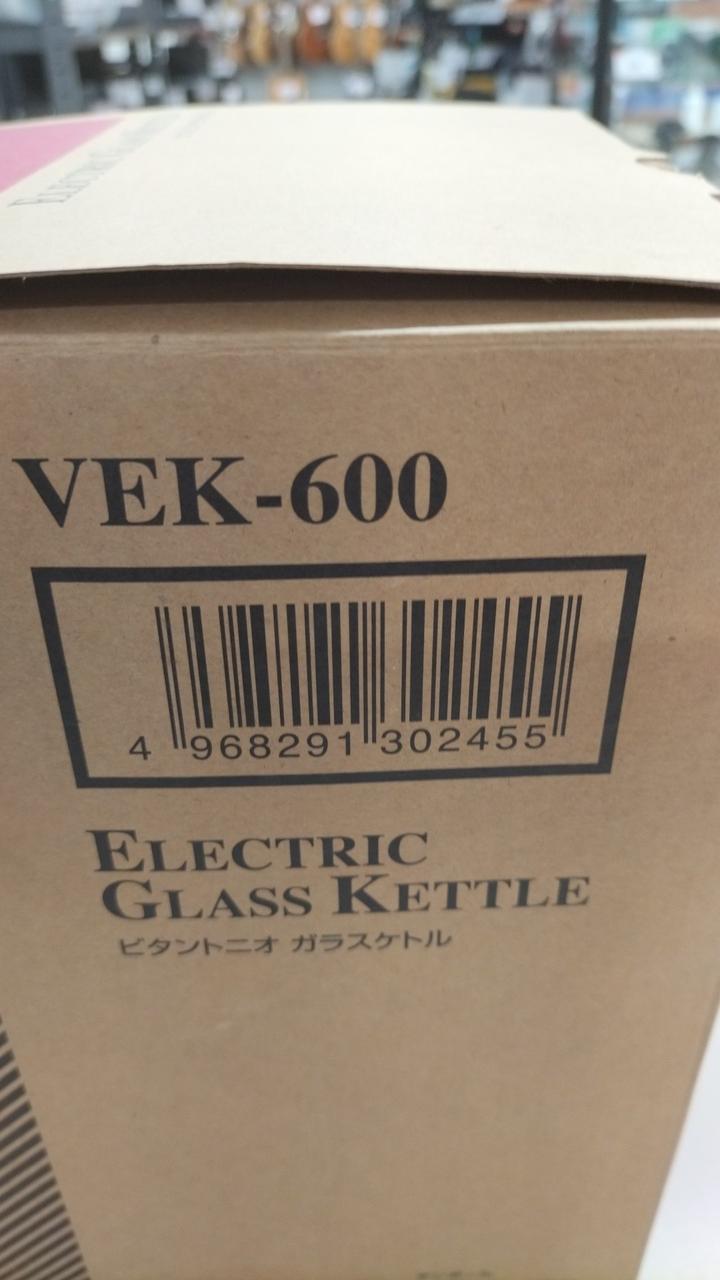 VEK-600
4 968291 302455
ELECTRIC
GLASS KETTLE
ビタントニオ ガラスケトル